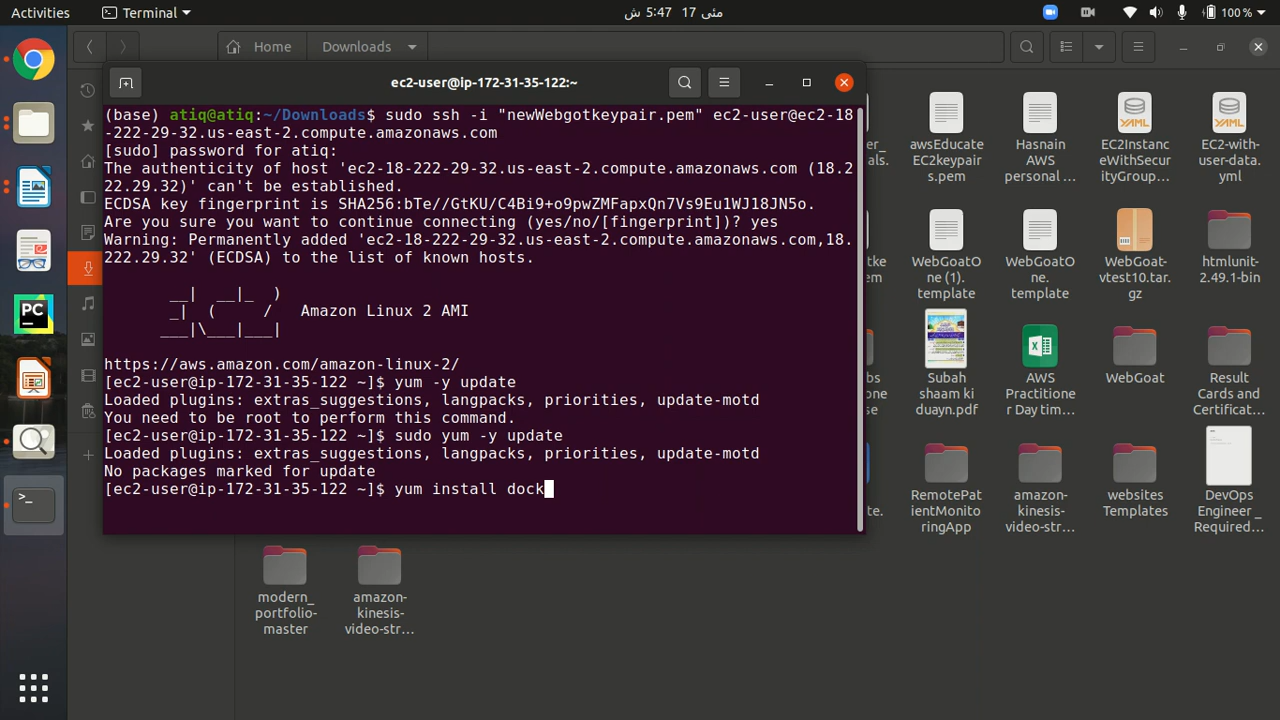 Activities
Terminal
مئی 17 5:47 ش
100 %
Home
Downloads
ec2-user@ip-172-31-35-122:~
(base) atiq@atiq:~/Downloads$ sudo ssh -i "newWebgotkeypair.pem" ec2-user@ec2-18
-222-29-32.us-east-2.compute.amazonaws.com
[sudo] password for atiq:
The authenticity of host 'ec2-18-222-29-32.us-east-2.compute.amazonaws.com (18.2
22.29.32)' can't be established.
ECDSA key fingerprint is SHA256:bTe//GtKU/C4Bi9+o9pwZMFapxQn7Vs9Eu1WJ18JN5o.
Are you sure you want to continue connecting (yes/no/[fingerprint])? yes
Warning: Permanently added 'ec2-18-222-29-32.us-east-2.compute.amazonaws.com,18.
222.29.32' (ECDSA) to the list of known hosts.
__|  __|_  )
_|  (     /   Amazon Linux 2 AMI
___|\___|___|
https://aws.amazon.com/amazon-linux-2/
[ec2-user@ip-172-31-35-122 ~]$ yum -y update
Loaded plugins: extras_suggestions, langpacks, priorities, update-motd
You need to be root to perform this command.
[ec2-user@ip-172-31-35-122 ~]$ sudo yum -y update
Loaded plugins: extras_suggestions, langpacks, priorities, update-motd
No packages marked for update
[ec2-user@ip-172-31-35-122 ~]$ yum install dock
als.
awsEducate
EC2keypair
s.pem
Hasnain
AWS
personal ...
EC2Instan
ceWithSecur
ityGroup...
EC2-with-
user-data.
yml
WebGoatO
ne (1).
template
WebGoatO
ne.
template
WebGoat-
vtest10.tar.
gz
htmlunit-
2.49.1-bin
Subah
shaam ki
duayn.pdf
AWS
Practitione
r Day tim...
WebGoat
Result
Cards and
Certificat...
te.
RemotePat
ientMonito
ringApp
amazon-
kinesis-
video-str...
websites
Templates
DevOps
Engineer _
Required...
modern_
portfolio-
master
amazon-
kinesis-
video-str...